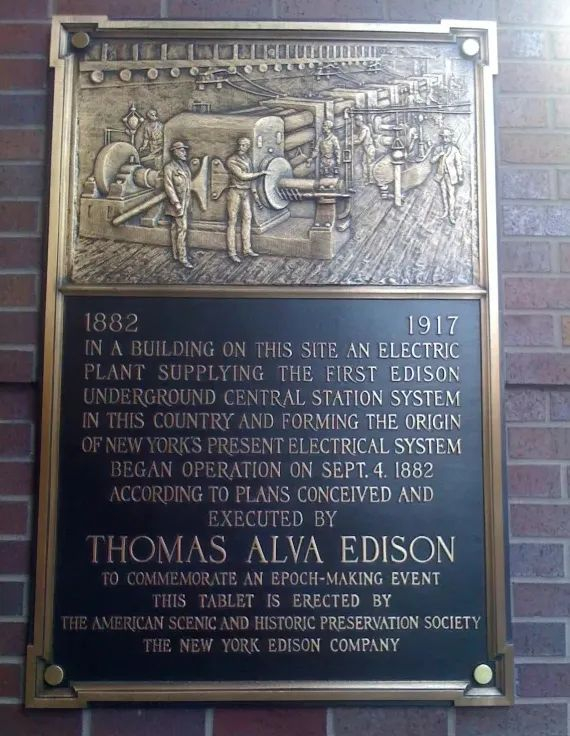 1882 1917
IN A BUILDING ON THIS SITE AN ELECTRIC
PLANT SUPPLYING THE FIRST EDISON
UNDERGROUND CENTRAL STATION SYSTEM
IN THIS COUNTRY AND FORMING THE ORIGIN
OF NEW YORK'S PRESENT ELECTRICAL SYSTEM
BEGAN OPERATION ON SEPT. 4. 1882
ACCORDING TO PLANS CONCEIVED AND
EXECUTED BY
THOMAS ALVA EDISON
TO COMMEMORATE AN EPOCH-MAKING EVENT
THIS TABLET IS ERECTED BY
THE AMERICAN SCENIC AND HISTORIC PRESERVATION SOCIETY
THE NEW YORK EDISON COMPANY